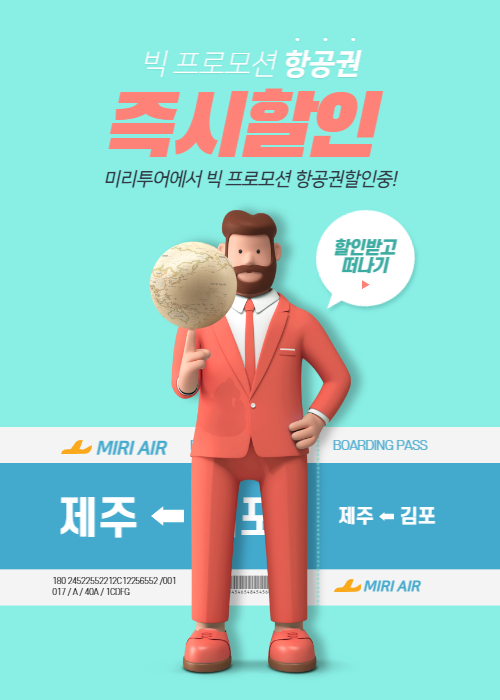 빅 프로모션 항공권
즉시할인
미리투어에서 빅 프로모션 항공권할인중!
할인받고
떠나기
MIRI AIR
BOARDING PASS
제주
제주 김포
180 24522552212C12256552 /001
017 / A / 40A / 1CDFG
MIRI AIR